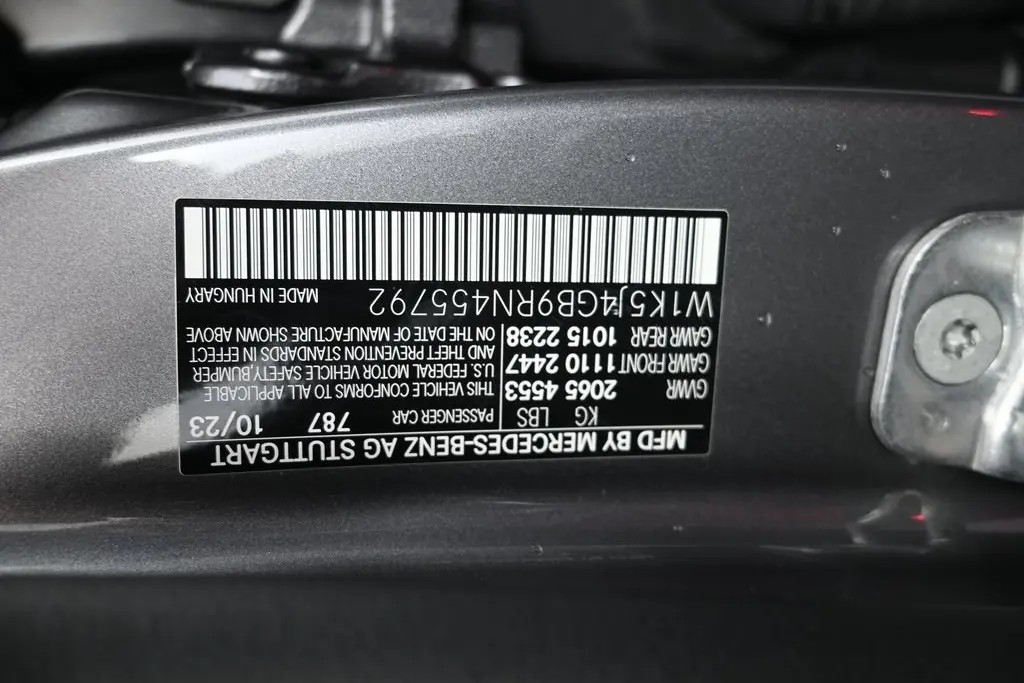 MFD BY MERCEDES-BENZ AG STUTTGART
KG LBS PASSENGER CAR 787 10/23
GVWR 2065 4553 THIS VEHICLE CONFORMS TO ALL APPLICABLE
GAWR FRONT 1110 2447 U.S. FEDERAL MOTOR VEHICLE SAFETY,BUMPER,
AND THEFT PREVENTION STANDARDS IN EFFECT
GAWR REAR 1015 2238 ON THE DATE OF MANUFACTURE SHOWN ABOVE
W1K5J4GB9RN455792 MADE IN HUNGARY